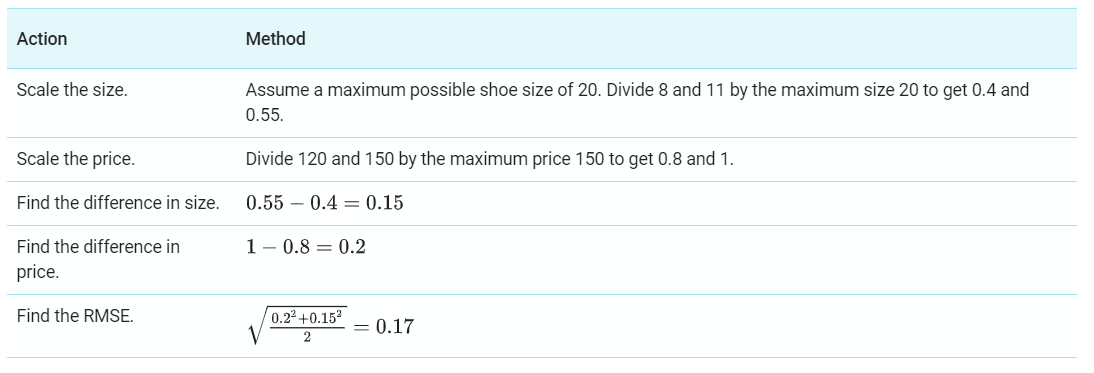 Action Method
Scale the size. Assume a maximum possible shoe size of 20. Divide 8 and 11 by the maximum size 20 to get 0.4 and
0.55.
Scale the price. Divide 120 and 150 by the maximum price 150 to get 0.8 and 1.
Find the difference in size. 0.55 − 0.4 = 0.15
Find the difference in 1 − 0.8 = 0.2
price.
Find the RMSE. √((0.2²+0.15²)/2) = 0.17